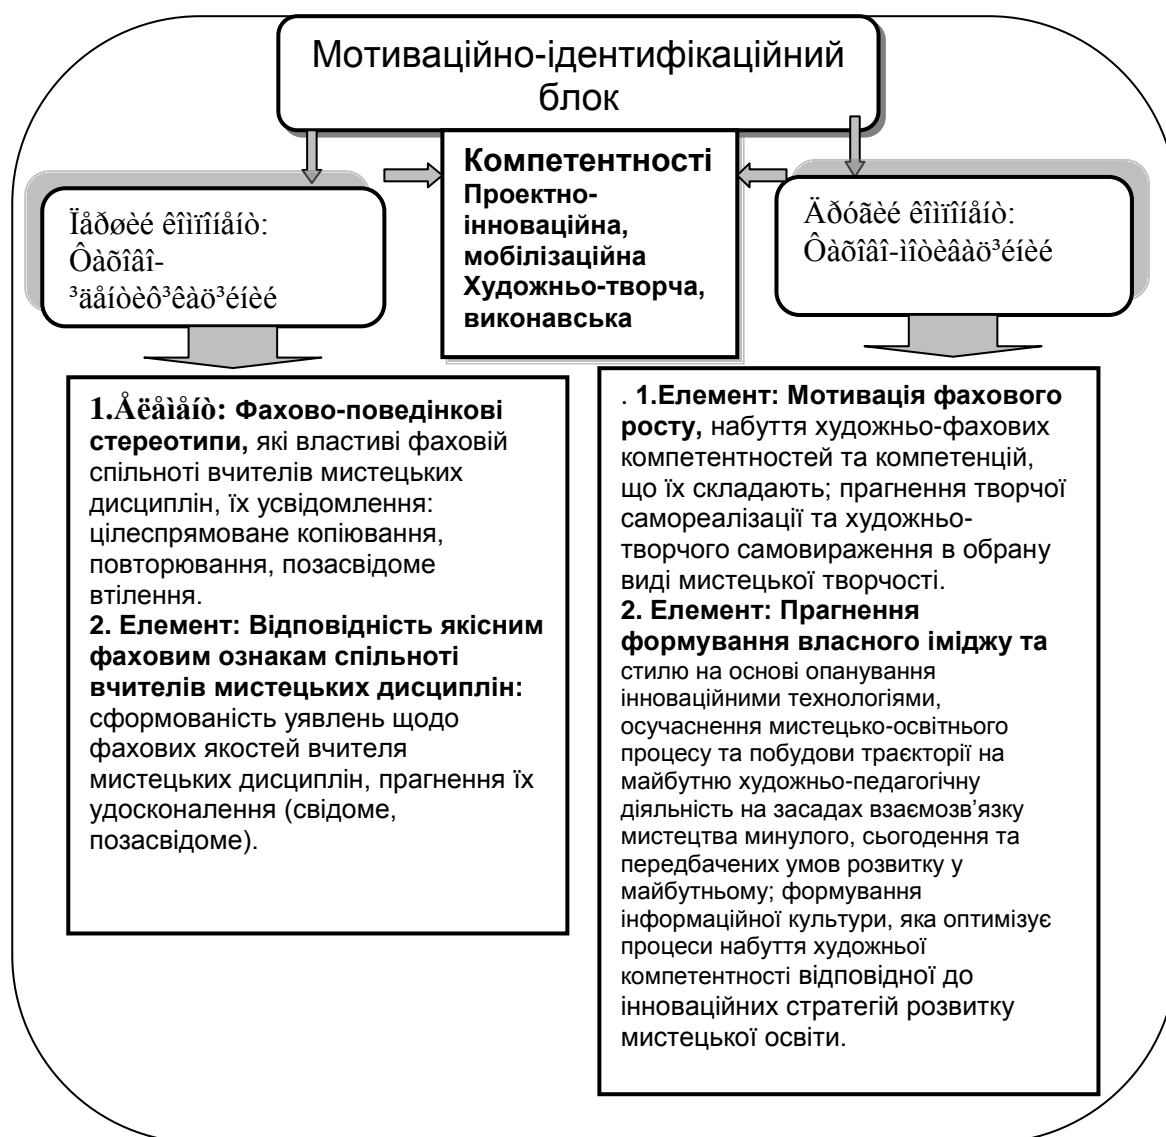 Мотиваційно-ідентифікаційний
блок
Компетентності
Проектно-
інноваційна,
мобілізаційна
Художньо-творча,
виконавська
Ïåðøèé êîìïîíåíò:
Ôàõîâî-
³äåíòèô³êàö³éíèé
Äðóãèé êîìïîíåíò:
Ôàõîâî-ìîòèâàö³éíèé
1.Åëåìåíò: Фахово-поведінкові
стереотипи, які властиві фаховій
спільноті вчителів мистецьких
дисциплін, їх усвідомлення:
цілеспрямоване копіювання,
повторювання, позасвідоме
втілення.
2. Елемент: Відповідність якісним
фаховим ознакам спільноті
вчителів мистецьких дисциплін:
сформованість уявлень щодо
фахових якостей вчителя
мистецьких дисциплін, прагнення їх
удосконалення (свідоме,
позасвідоме).
. 1.Елемент: Мотивація фахового
росту, набуття художньо-фахових
компетентностей та компетенцій,
що їх складають; прагнення творчої
самореалізації та художньо-
творчого самовираження в обрану
виді мистецької творчості.
2. Елемент: Прагнення
формування власного іміджу та
стилю на основі опанування
інноваційними технологіями,
осучаснення мистецько-освітнього
процесу та побудови траєкторії на
майбутню художньо-педагогічну
діяльність на засадах взаємозв’язку
мистецтва минулого, сьогодення та
передбачених умов розвитку у
майбутньому; формування
інформаційної культури, яка оптимізує
процеси набуття художньої
компетентності відповідної до
інноваційних стратегій розвитку
мистецької освіти.